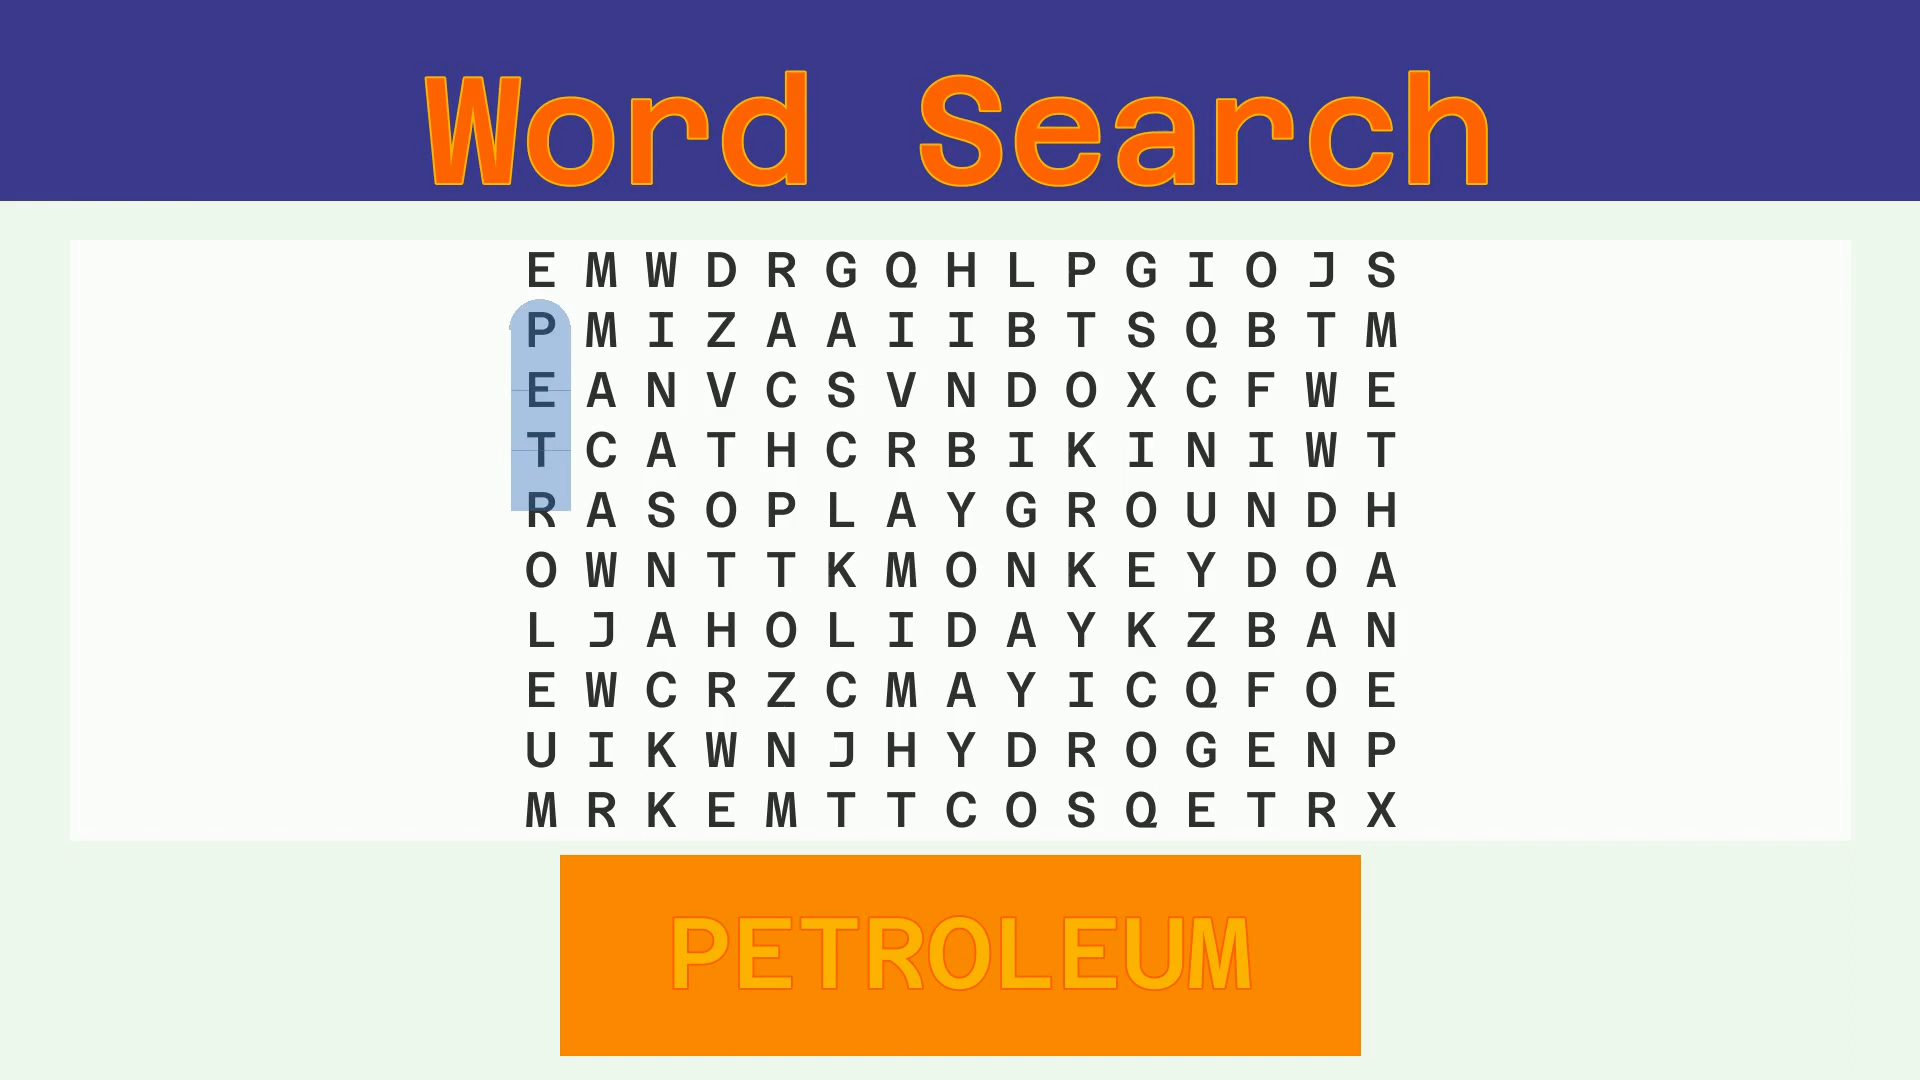 Word Search
E M W D R G Q H L P G I O J S
P M I Z A A I I B T S Q B T M
E A N V C S V N D O X C F W E
T C A T H C R B I K I N I W T
R A S O P L A Y G R O U N D H
O W N T T K M O N K E Y D O A
L J A H O L I D A Y K Z B A N
E W C R Z C M A Y I C Q F O E
U I K W N J H Y D R O G E N P
M R K E M T T C O S Q E T R X
PETROLEUM